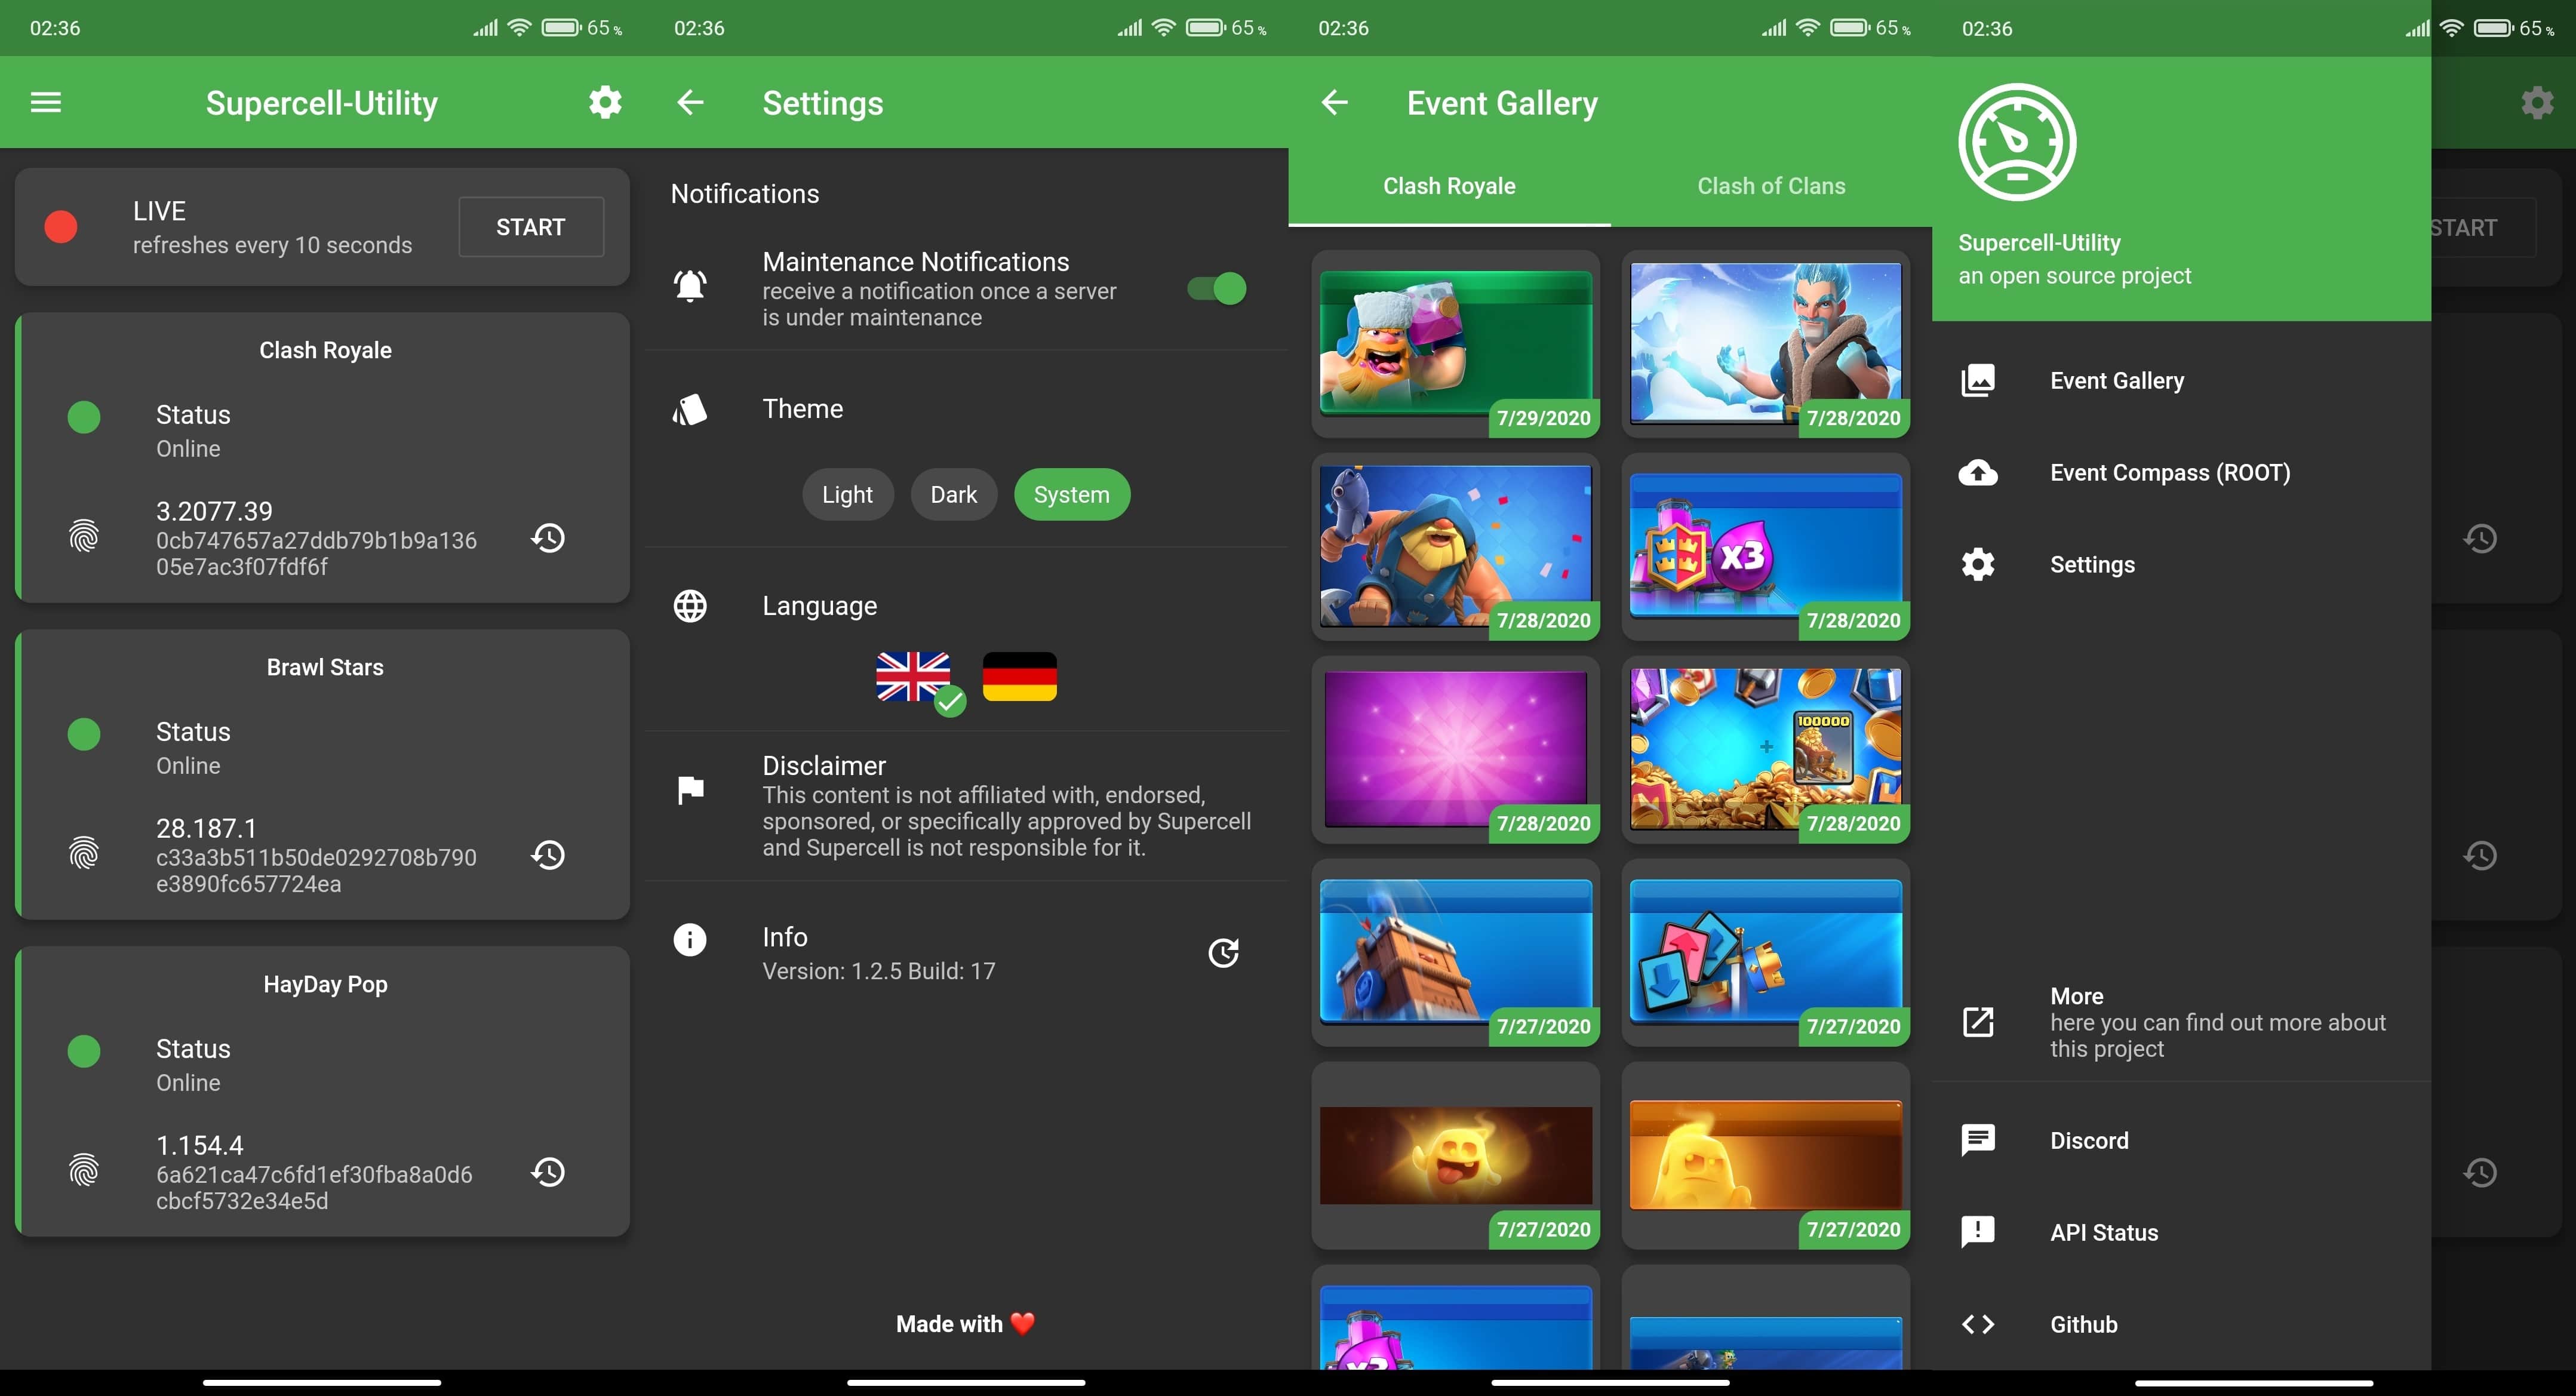 02:36
65 %
Supercell-Utility
LIVE
refreshes every 10 seconds
START
Clash Royale
Status
Online
3.2077.39
0cb747657a27ddb79b1b9a136
05e7ac3f07fdf6f
Brawl Stars
Status
Online
28.187.1
c33a3b511b50de0292708b790
e3890fc657724ea
HayDay Pop
Status
Online
1.154.4
6a621ca47c6fd1ef30fba8a0d6
cbcf5732e34e5d
02:36
65 %
Settings
Notifications
Maintenance Notifications
receive a notification once a server
is under maintenance
Theme
Light
Dark
System
Language
Disclaimer
This content is not affiliated with, endorsed,
sponsored, or specifically approved by Supercell
and Supercell is not responsible for it.
Info
Version: 1.2.5 Build: 17
Made with ❤️
02:36
65 %
Event Gallery
Clash Royale
Clash of Clans
7/29/2020
7/28/2020
7/28/2020
x3
7/28/2020
7/28/2020
100000
7/28/2020
7/27/2020
7/27/2020
7/27/2020
7/27/2020
x3
02:36
65 %
Supercell-Utility
an open source project
START
Event Gallery
Event Compass (ROOT)
Settings
More
here you can find out more about
this project
Discord
API Status
Github